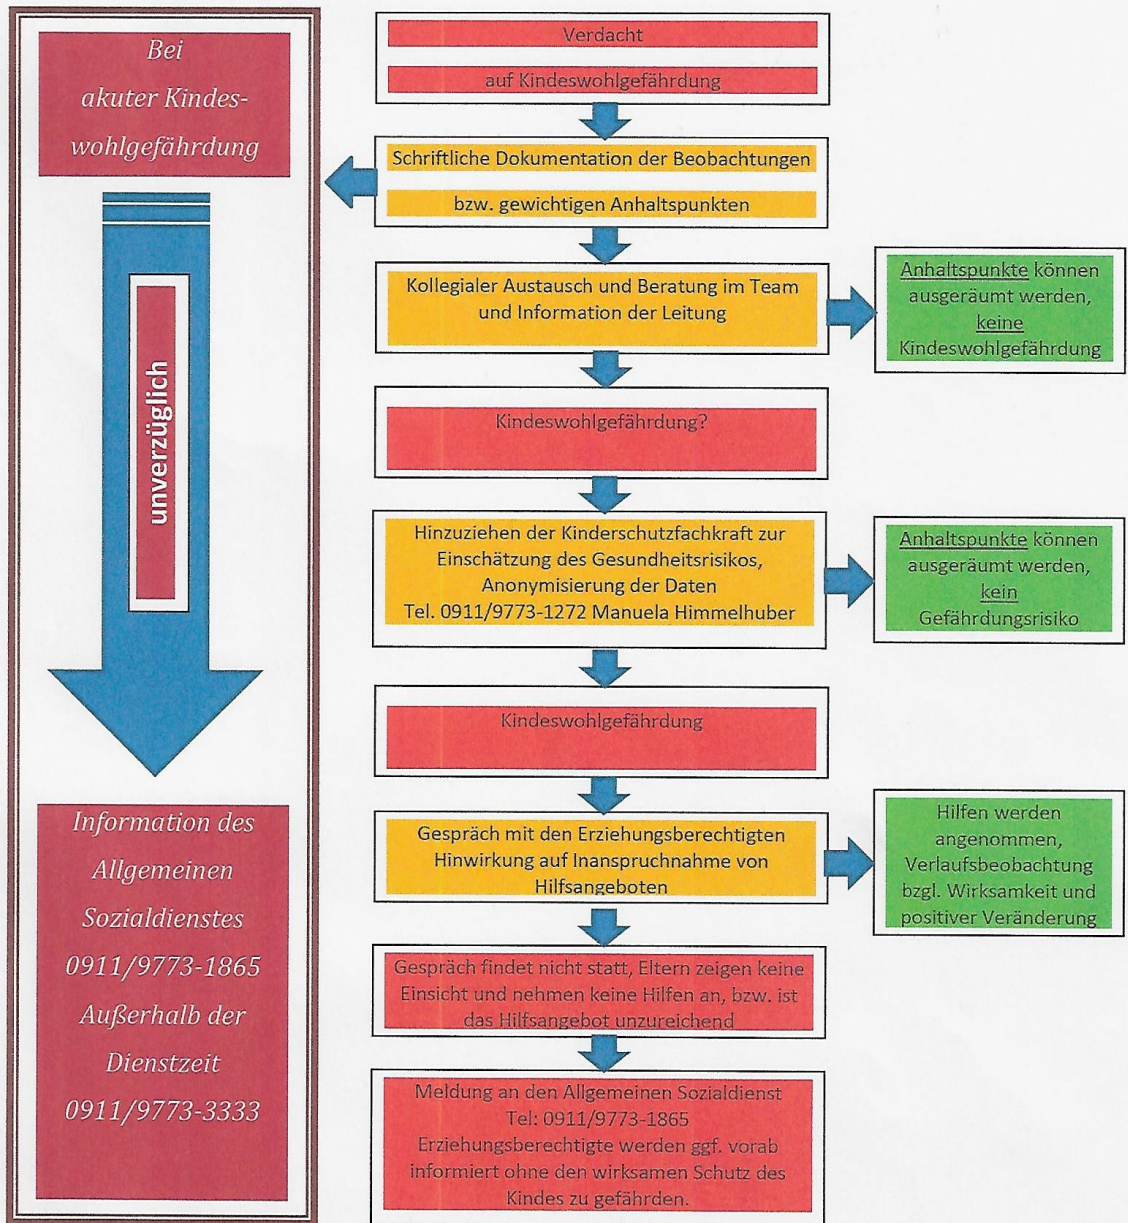 Bei
akuter Kindes-
wohlgefährdung
unverzüglich
Information des
Allgemeinen
Sozialdienstes
0911/9773-1865
Außerhalb der
Dienstzeit
0911/9773-3333
Verdacht
auf Kindeswohlgefährdung
Schriftliche Dokumentation der Beobachtungen
bzw. gewichtigen Anhaltspunkten
Kollegialer Austausch und Beratung im Team
und Information der Leitung
Anhaltspunkte können
ausgeräumt werden,
keine
Kindeswohlgefährdung
Kindeswohlgefährdung?
Hinzuziehen der Kinderschutzfachkraft zur
Einschätzung des Gesundheitsrisikos,
Anonymisierung der Daten
Tel. 0911/9773-1272 Manuela Himmelhuber
Anhaltspunkte können
ausgeräumt werden,
kein
Gefährdungsrisiko
Kindeswohlgefährdung
Gespräch mit den Erziehungsberechtigten
Hinwirkung auf Inanspruchnahme von
Hilfsangeboten
Hilfen werden
angenommen,
Verlaufsbeobachtung
bzgl. Wirksamkeit und
positiver Veränderung
Gespräch findet nicht statt, Eltern zeigen keine
Einsicht und nehmen keine Hilfen an, bzw. ist
das Hilfsangebot unzureichend
Meldung an den Allgemeinen Sozialdienst
Tel: 0911/9773-1865
Erziehungsberechtigte werden ggf. vorab
informiert ohne den wirksamen Schutz des
Kindes zu gefährden.